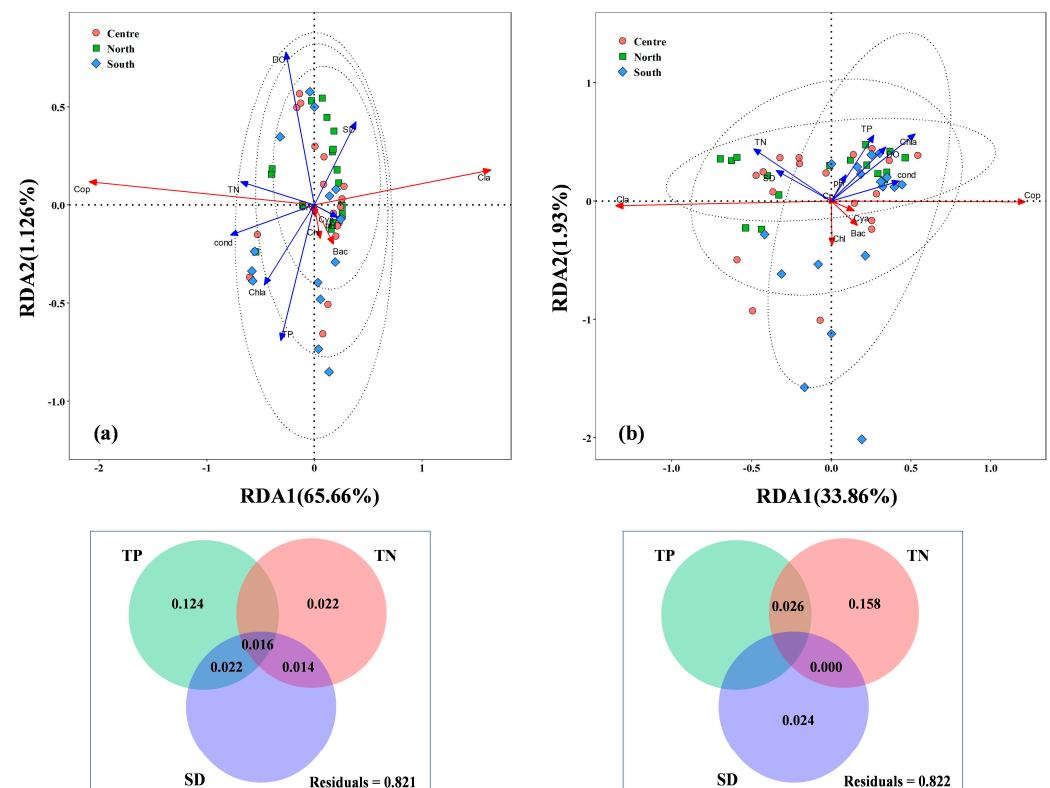 Centre
North
South
DO
SD
TN
Cla
Cop
cond
Cya
Chl
Bac
Chla
TP
0.5
0.0
-0.5
-1.0
-2
-1
0
1
RDA2(1.126%)
RDA1(65.66%)
(a)
Centre
North
South
TP
TN
Chla
DO
SD
pH
cond
Cla
Cop
Cya
Bac
Chl
1
0
-1
-2
-1.0
-0.5
0.0
0.5
1.0
RDA2(1.93%)
RDA1(33.86%)
(b)
TP
TN
0.124
0.022
0.016
0.022
0.014
SD
Residuals = 0.821
TP
TN
0.026
0.158
0.000
0.024
SD
Residuals = 0.822